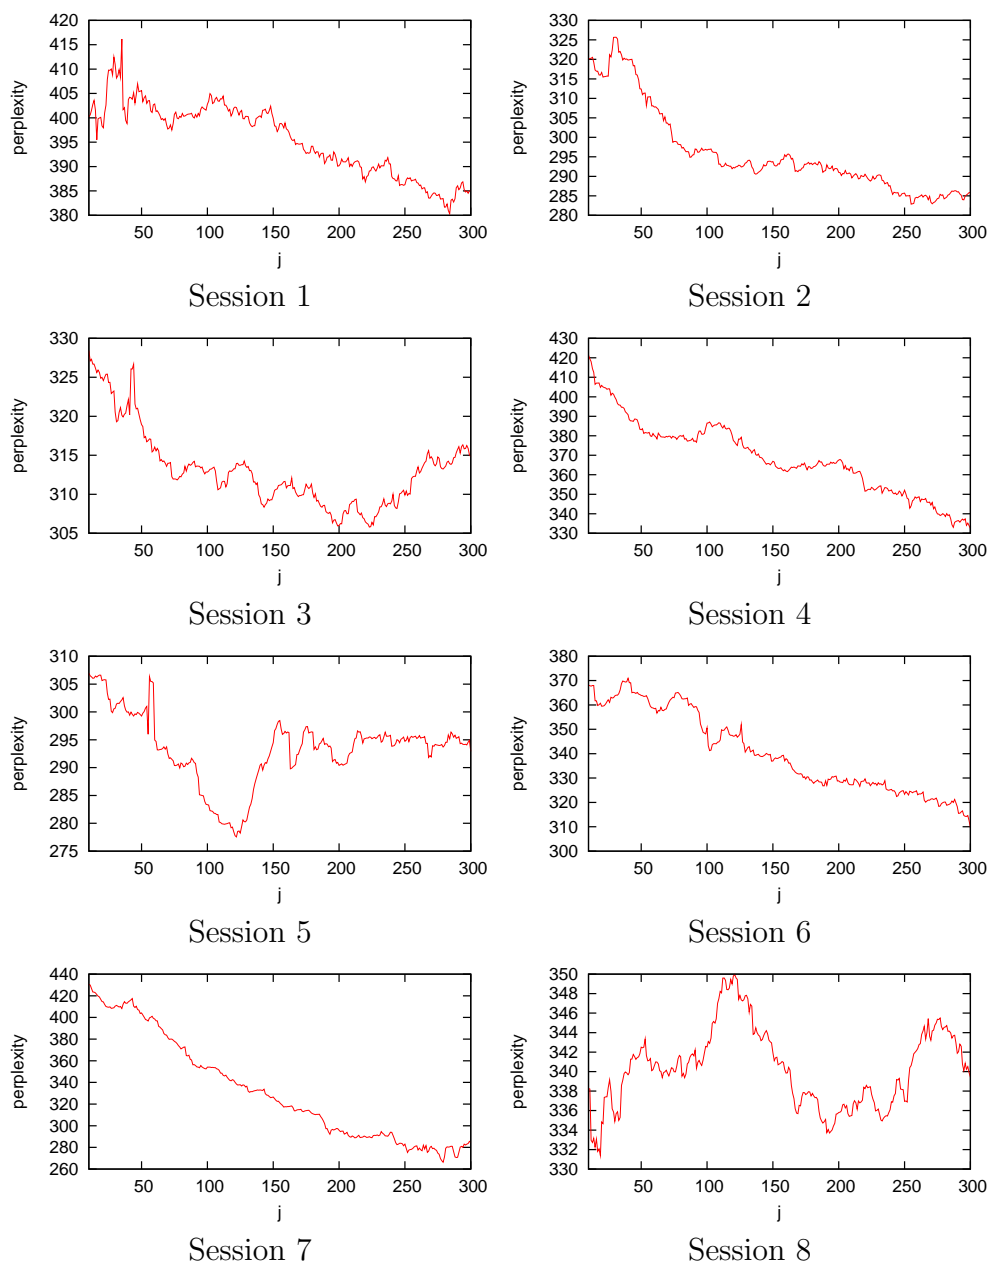 420
415
410
405
400
395
390
385
380
perplexity
50 100 150 200 250 300
j
Session 1
330
325
320
315
310
305
300
295
290
285
280
perplexity
50 100 150 200 250 300
j
Session 2
330
325
320
315
310
305
perplexity
50 100 150 200 250 300
j
Session 3
430
420
410
400
390
380
370
360
350
340
330
perplexity
50 100 150 200 250 300
j
Session 4
310
305
300
295
290
285
280
275
perplexity
50 100 150 200 250 300
j
Session 5
380
370
360
350
340
330
320
310
300
perplexity
50 100 150 200 250 300
j
Session 6
440
420
400
380
360
340
320
300
280
260
perplexity
50 100 150 200 250 300
j
Session 7
350
348
346
344
342
340
338
336
334
332
330
perplexity
50 100 150 200 250 300
j
Session 8